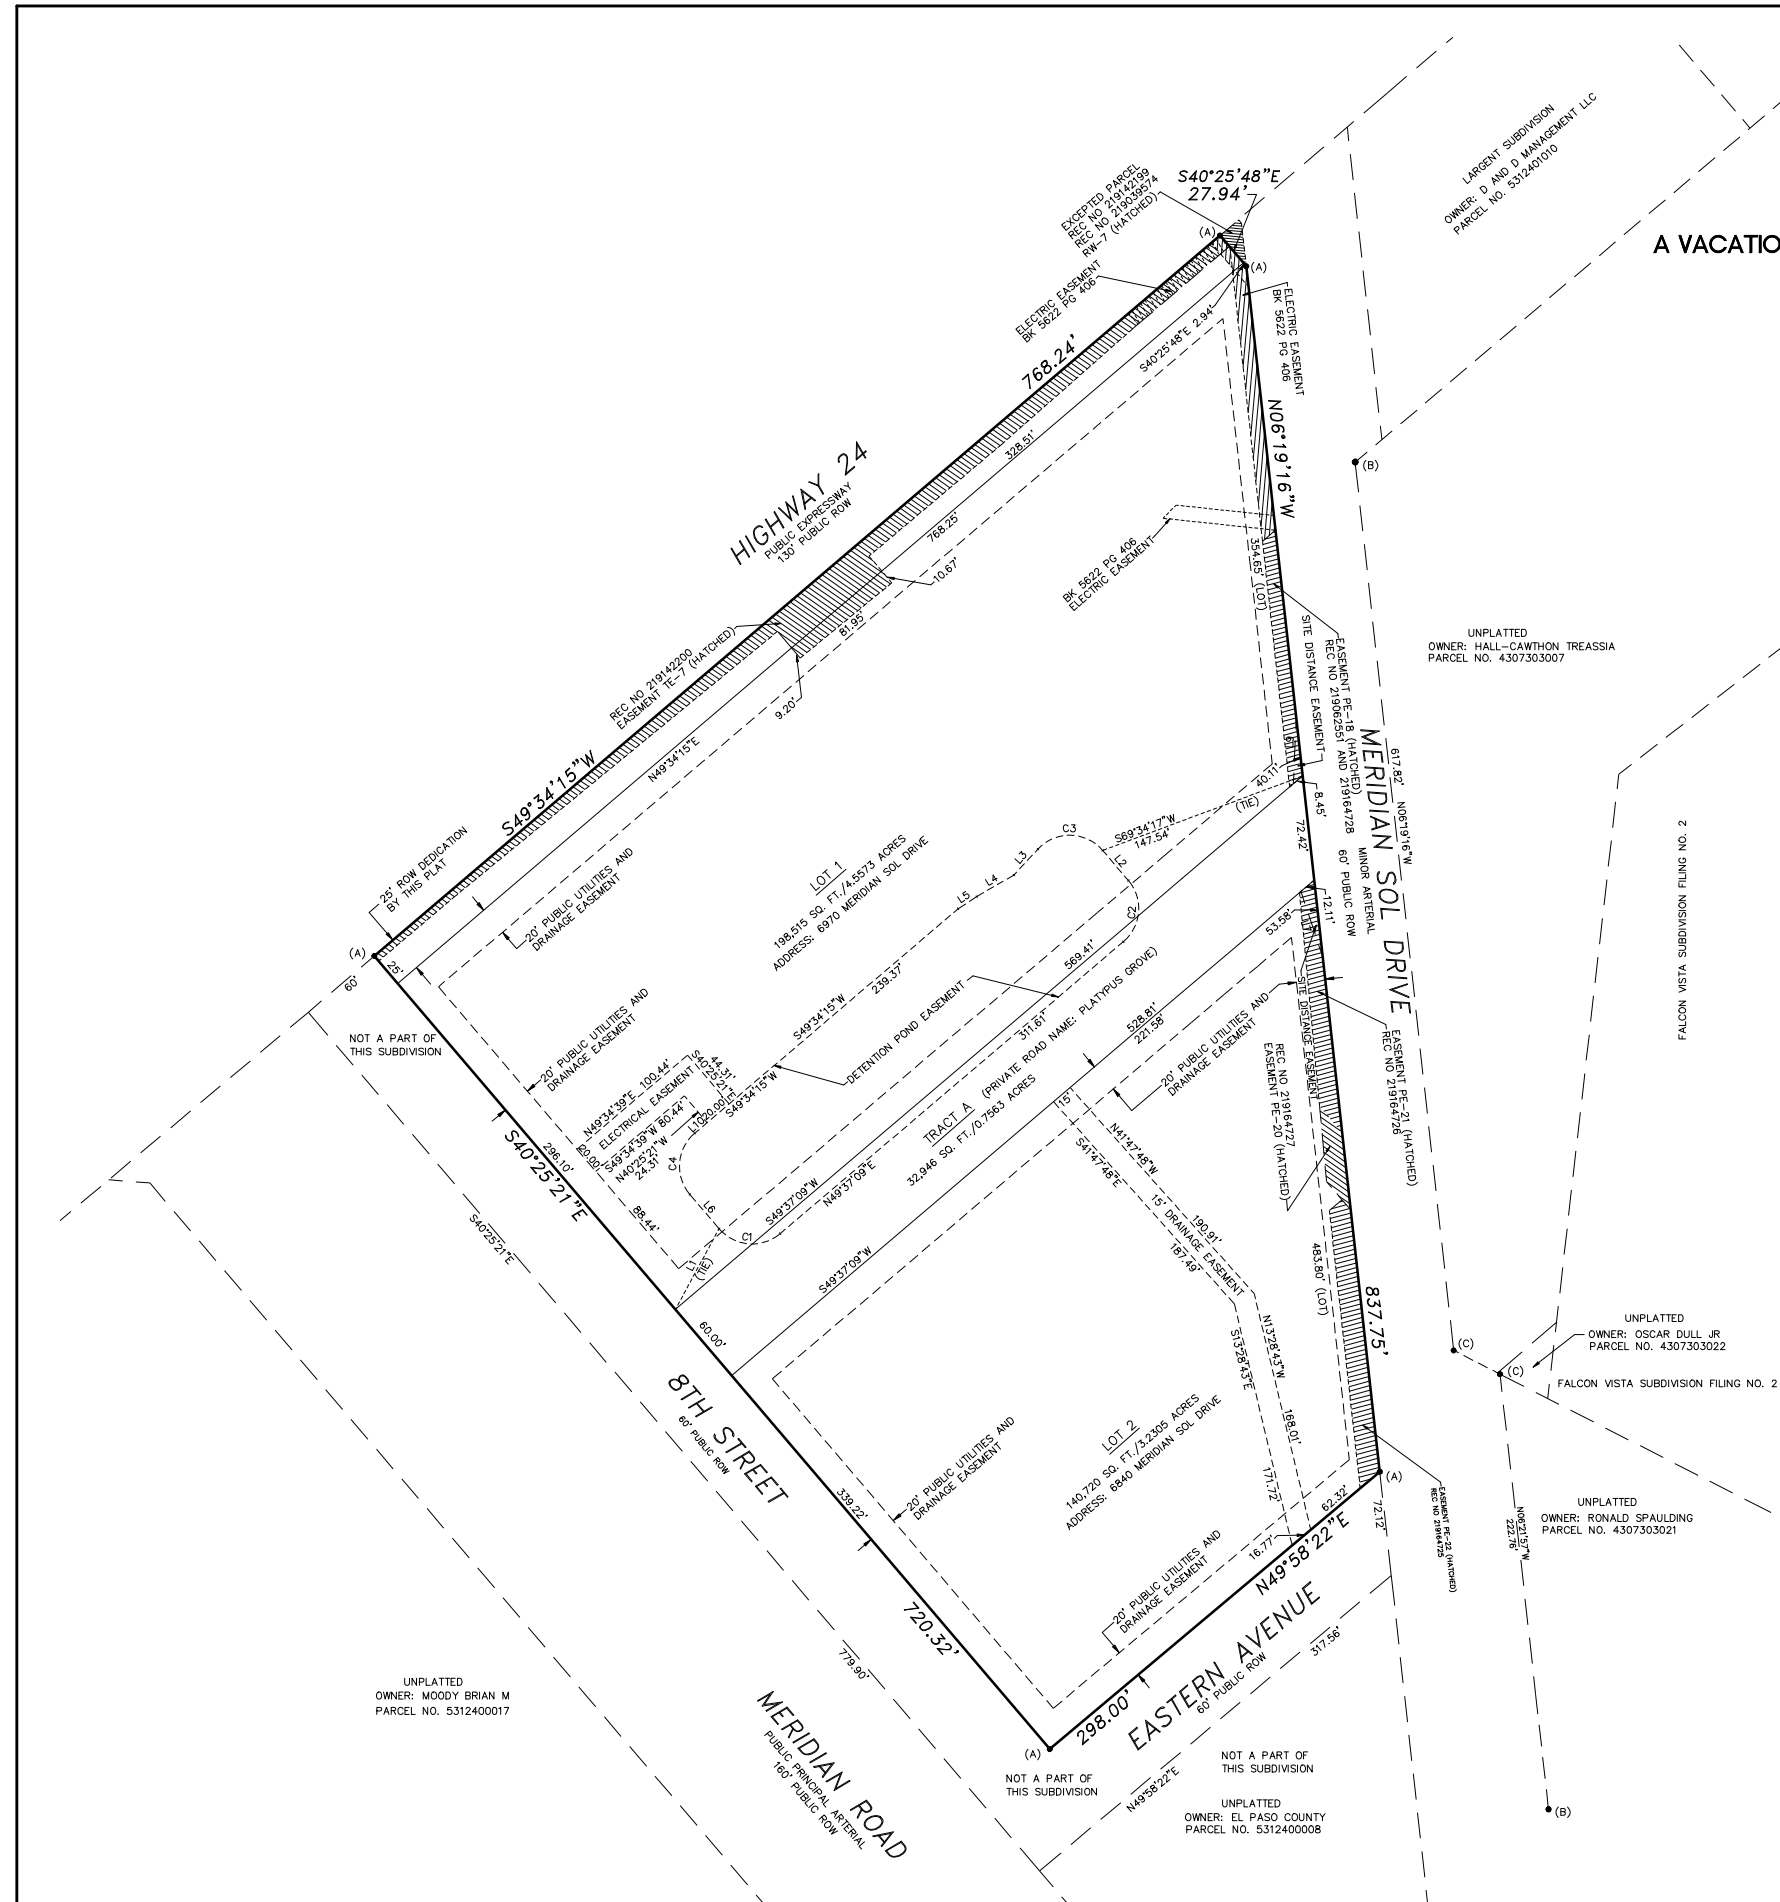 LARGENT SUBDIVISION
OWNER: D AND D MANAGEMENT LLC
PARCEL NO. 5312401010
A VACATIO
EXCEPTED PARCEL
REC NO 219142199
REC NO 219039574
RW-7 (HATCHED)
S40°25'48"E
27.94'
(A)
(A)
ELECTRIC EASEMENT
BK 5622 PG 406
ELECTRIC EASEMENT
BK 5622 PG 406
768.24'
S40°25'48"E 2.94'
328.51'
N06°19'16"W
(B)
HIGHWAY 24
PUBLIC EXPRESSWAY
130' PUBLIC ROW
768.25'
10.67'
81.95'
9.20'
BK 5622 PG 406
ELECTRIC EASEMENT
354.65' (LOT)
REC NO 219142200
EASEMENT TE-7 (HATCHED)
SITE DISTANCE EASEMENT
EASEMENT PE-18 (HATCHED)
REC NO 219062551 AND 219164728
UNPLATTED
OWNER: HALL-CAWTHON TREASSIA
PARCEL NO. 4307303007
N49°34'15"E
S49°34'15"W
MERIDIAN SOL DRIVE
MINOR ARTERIAL
60' PUBLIC ROW
617.82' N06°19'16"W
40.11'
8.45'
(TIE)
S69°34'17"W
147.54'
72.42'
C3
L2
L3
L4
L5
C2
25' ROW DEDICATION
BY THIS PLAT
20' PUBLIC UTILITIES AND
DRAINAGE EASEMENT
LOT 1
198,515 SQ. FT./4.5573 ACRES
ADDRESS: 6970 MERIDIAN SOL DRIVE
FALCON VISTA SUBDIVISION FILING NO. 2
(A)
25'
60'
NOT A PART OF
THIS SUBDIVISION
239.37'
S49°34'15"W
569.41'
12.11'
53.58'
DETENTION POND EASEMENT
311.61'
TRACT A (PRIVATE ROAD NAME: PLATYPUS GROVE)
32,946 SQ. FT./0.7563 ACRES
528.81'
221.58'
20' PUBLIC UTILITIES AND
DRAINAGE EASEMENT
SITE DISTANCE EASEMENT
EASEMENT PE-21 (HATCHED)
REC NO 219164726
REC NO 219164727
EASEMENT PE-20 (HATCHED)
20' PUBLIC UTILITIES AND
DRAINAGE EASEMENT
N49°34'39"E 100.44'
ELECTRICAL EASEMENT
S49°34'39"W 80.44'
N40°25'21"W
24.31'
20.00'
S40°25'21"E
44.31'
L10
20.00'
S49°34'15"W
C4
L6
C1
L1
(TIE)
88.44'
296.10'
S40°25'21"E
S40°25'21"E
S49°37'09"W
N49°37'09"E
S49°37'09"W
15'
N41°47'48"W
S41°47'48"E
15' DRAINAGE EASEMENT
190.91'
187.49'
N13°28'43"W
S13°28'43"E
168.01'
171.72'
483.80' (LOT)
837.75'
60.00'
8TH STREET
60' PUBLIC ROW
339.22'
720.32'
20' PUBLIC UTILITIES AND
DRAINAGE EASEMENT
LOT 2
140,720 SQ. FT./3.2305 ACRES
ADDRESS: 6840 MERIDIAN SOL DRIVE
(C)
(C)
UNPLATTED
OWNER: OSCAR DULL JR
PARCEL NO. 4307303022
FALCON VISTA SUBDIVISION FILING NO. 2
(A)
EASEMENT PE-22 (HATCHED)
REC NO 219164725
72.12'
UNPLATTED
OWNER: RONALD SPAULDING
PARCEL NO. 4307303021
N06°21'57"W
222.76'
62.32'
16.77'
N49°58'22"E
20' PUBLIC UTILITIES AND
DRAINAGE EASEMENT
298.00'
EASTERN AVENUE
60' PUBLIC ROW
317.56'
N49°58'22"E
779.90'
UNPLATTED
OWNER: MOODY BRIAN M
PARCEL NO. 5312400017
MERIDIAN ROAD
PUBLIC PRINCIPAL ARTERIAL
160' PUBLIC ROW
(A)
NOT A PART OF
THIS SUBDIVISION
NOT A PART OF
THIS SUBDIVISION
UNPLATTED
OWNER: EL PASO COUNTY
PARCEL NO. 5312400008
(B)